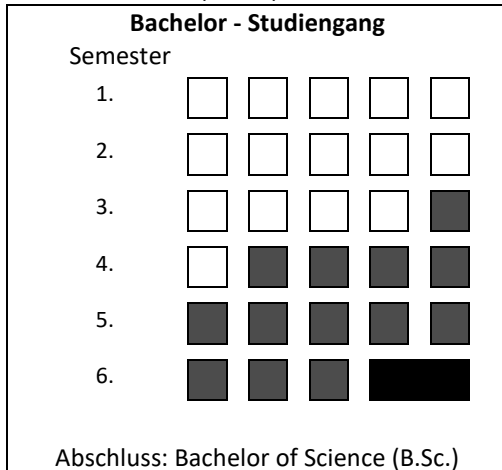 Bachelor - Studiengang
Semester
1.
2.
3.
4.
5.
6.
Abschluss: Bachelor of Science (B.Sc.)